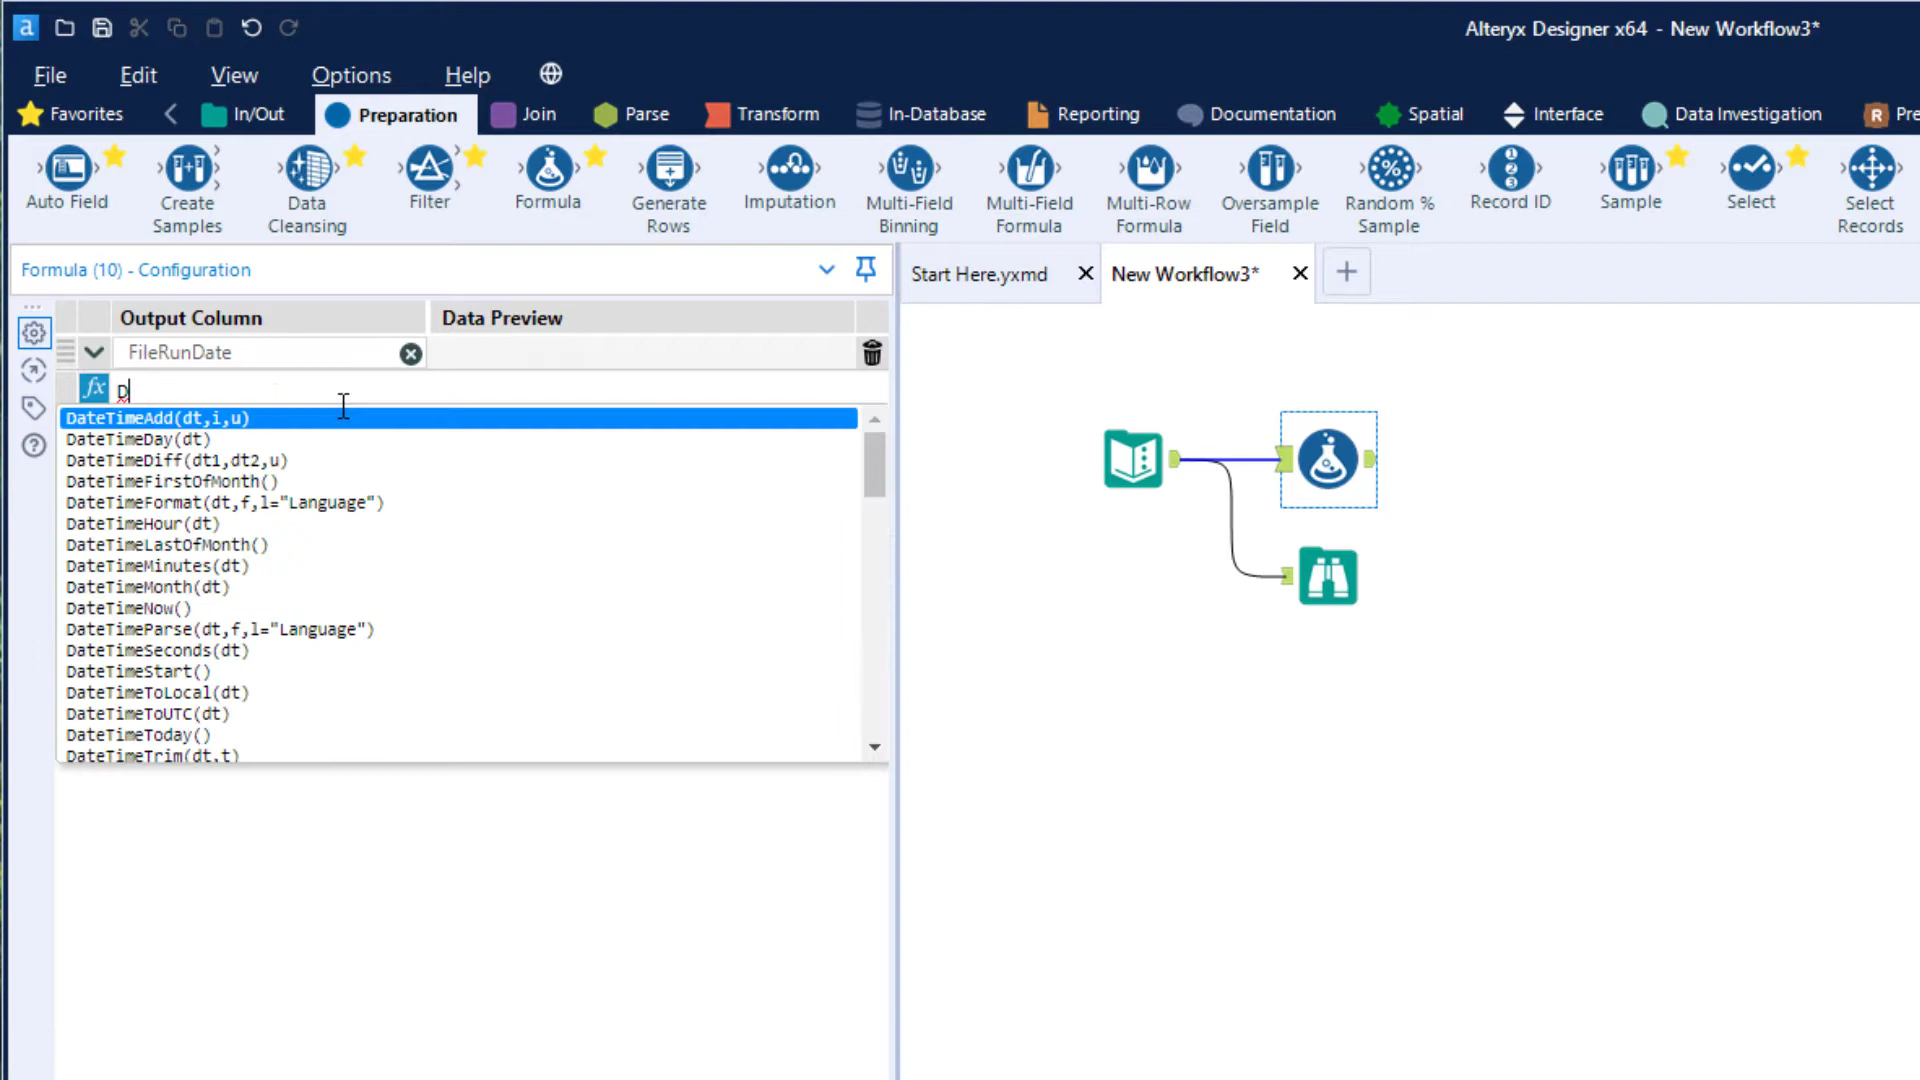 a
Alteryx Designer x64 - New Workflow3*
File Edit View Options Help
Favorites In/Out Preparation Join Parse Transform In-Database Reporting Documentation Spatial Interface Data Investigation R Pre
Auto Field
Create Samples
Data Cleansing
Filter
Formula
Generate Rows
Imputation
Multi-Field Binning
Multi-Field Formula
Multi-Row Formula
Oversample Field
Random % Sample
1 2 3
Record ID
Sample
Select
Select Records
Formula (10) - Configuration
Start Here.yxmd New Workflow3*
Output Column Data Preview
FileRunDate
fx D
DateTimeAdd(dt,i,u)
DateTimeDay(dt)
DateTimeDiff(dt1,dt2,u)
DateTimeFirstOfMonth()
DateTimeFormat(dt,f,l="Language")
DateTimeHour(dt)
DateTimeLastOfMonth()
DateTimeMinutes(dt)
DateTimeMonth(dt)
DateTimeNow()
DateTimeParse(dt,f,l="Language")
DateTimeSeconds(dt)
DateTimeStart()
DateTimeToLocal(dt)
DateTimeToUTC(dt)
DateTimeToday()
DateTimeTrim(dt,t)